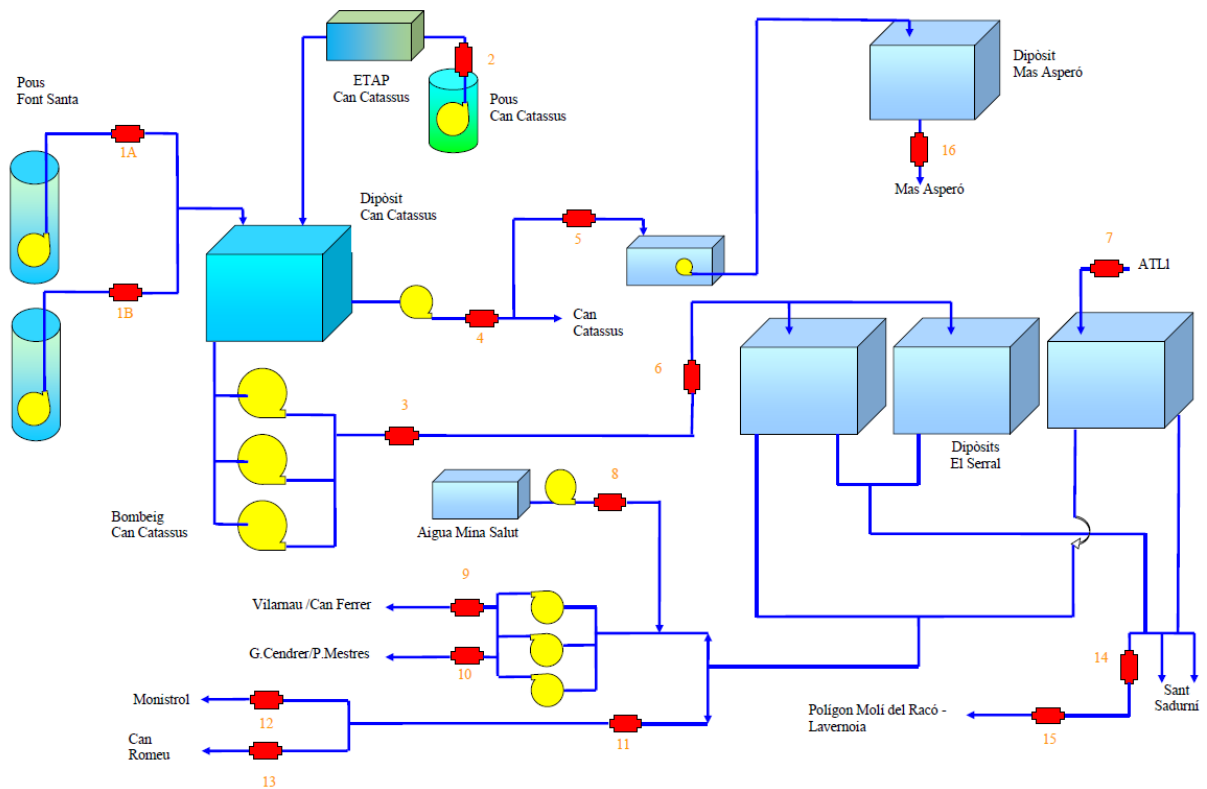 2
ETAP
Can Catassus
Pous
Can Catassus
Pous
Font Santa
1A
Dipòsit
Mas Asperó
16
Mas Asperó
Dipòsit
Can Catassus
5
7
ATLl
1B
4
Can
Catassus
6
3
Dipòsits
El Serral
8
Aigua Mina Salut
Bombeig
Can Catassus
9
Vilarnau /Can Ferrer
G.Cendrer/P.Mestres
10
14
Sant
Sadurní
Monistrol
12
11
Polígon Molí del Racó -
Lavernoia
15
Can
Romeu
13